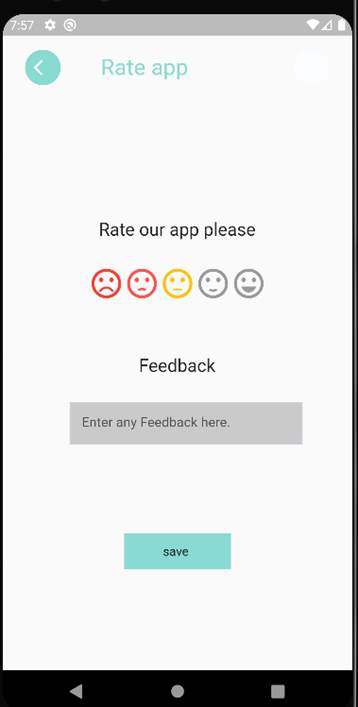 7:57
Rate app
Rate our app please
Feedback
Enter any Feedback here.
save